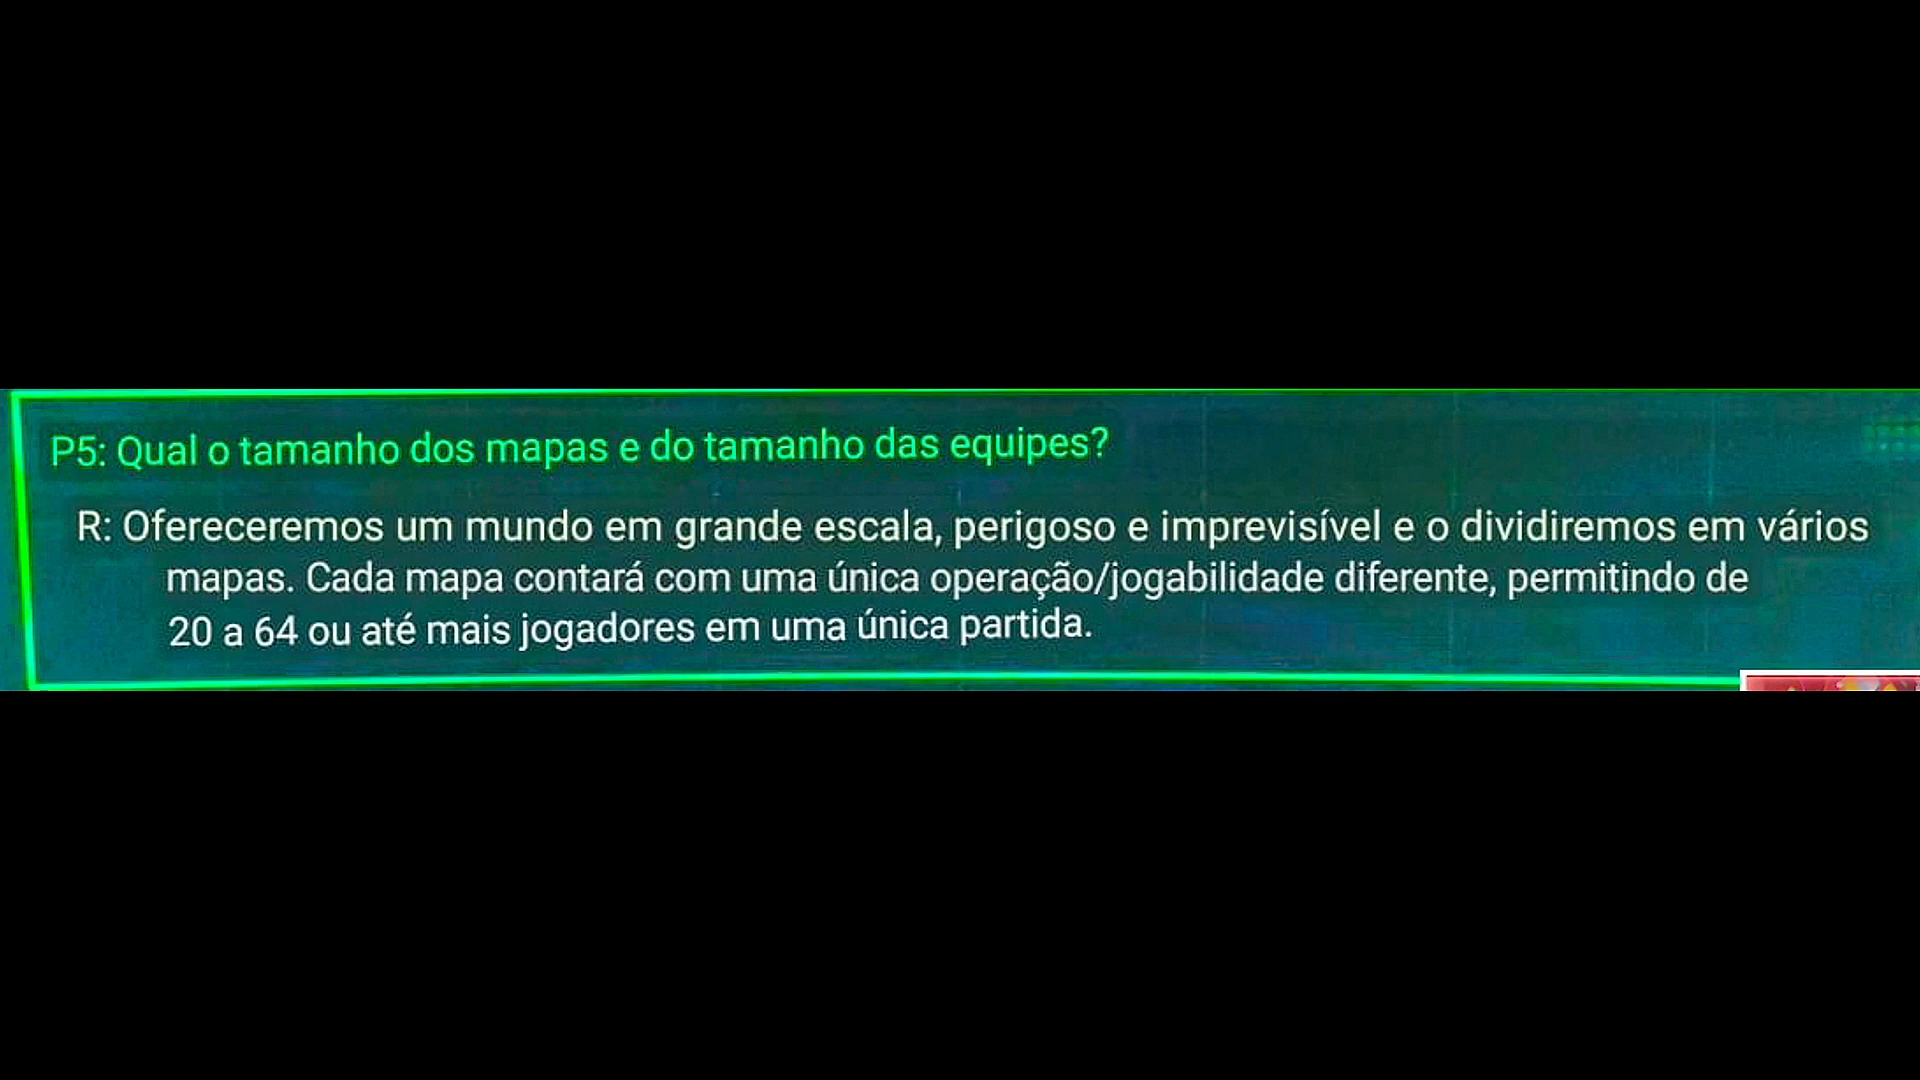 P5: Qual o tamanho dos mapas e do tamanho das equipes?
R: Ofereceremos um mundo em grande escala, perigoso e imprevisível e o dividiremos em vários
mapas. Cada mapa contará com uma única operação/jogabilidade diferente, permitindo de
20 a 64 ou até mais jogadores em uma única partida.